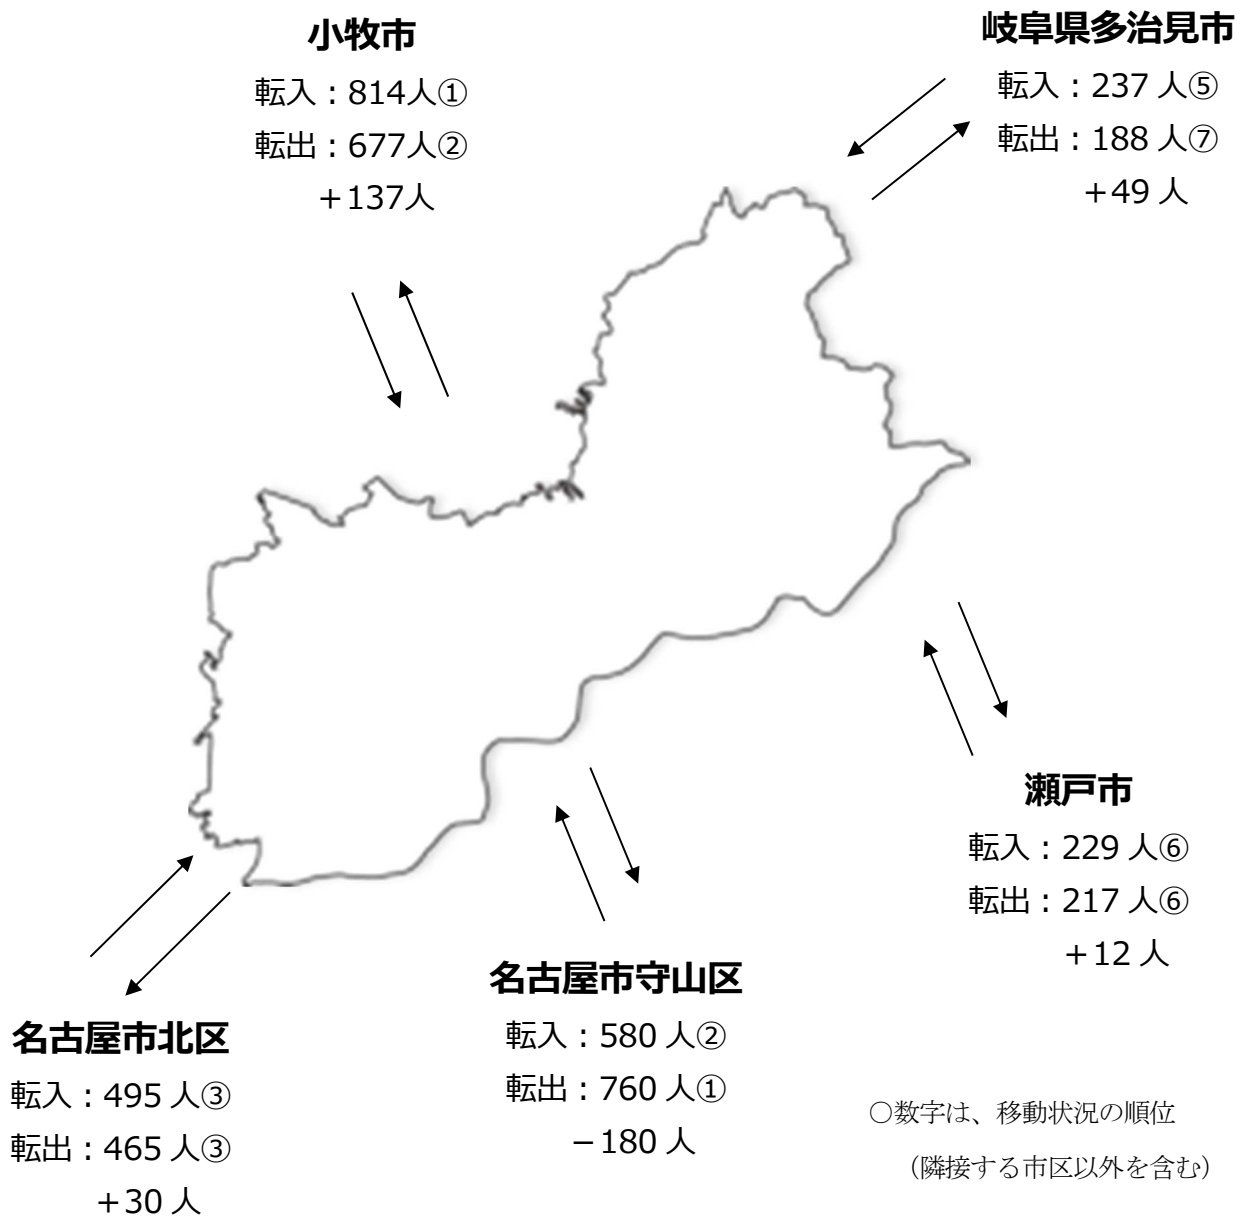 小牧市
転入：814人①
転出：677人②
＋137人
岐阜県多治見市
転入：237 人⑤
転出：188 人⑦
＋49 人
瀬戸市
転入：229 人⑥
転出：217 人⑥
＋12 人
名古屋市守山区
転入：580 人②
転出：760 人①
－180 人
名古屋市北区
転入：495 人③
転出：465 人③
＋30 人
○数字は、移動状況の順位
（隣接する市区以外を含む）